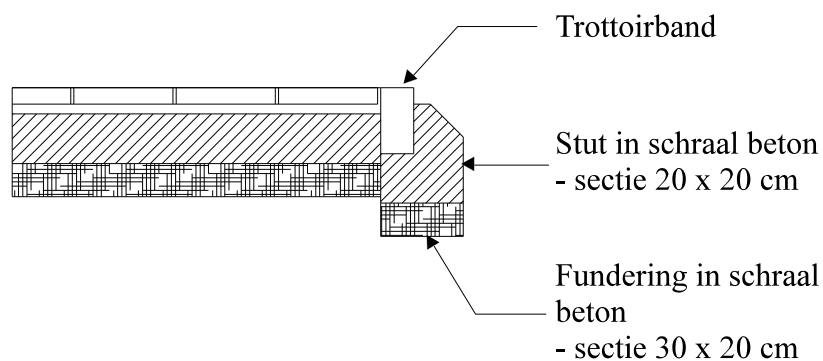 Trottoirband
Stut in schraal beton
- sectie 20 x 20 cm
Fundering in schraal
beton
- sectie 30 x 20 cm